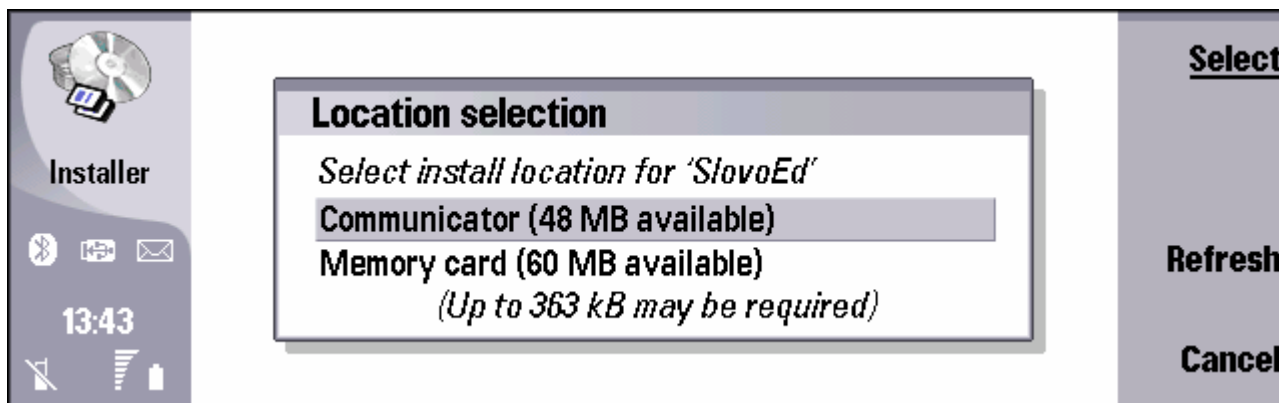 Installer
13:43
Location selection
Select install location for ‘SlovoEd’
Communicator (48 MB available)
Memory card (60 MB available)
(Up to 363 kB may be required)
Select
Refresh
Cancel